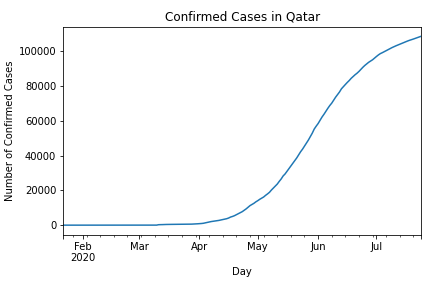 Confirmed Cases in Qatar
Number of Confirmed Cases
100000
80000
60000
40000
20000
0
Feb Mar Apr May Jun Jul
2020
Day